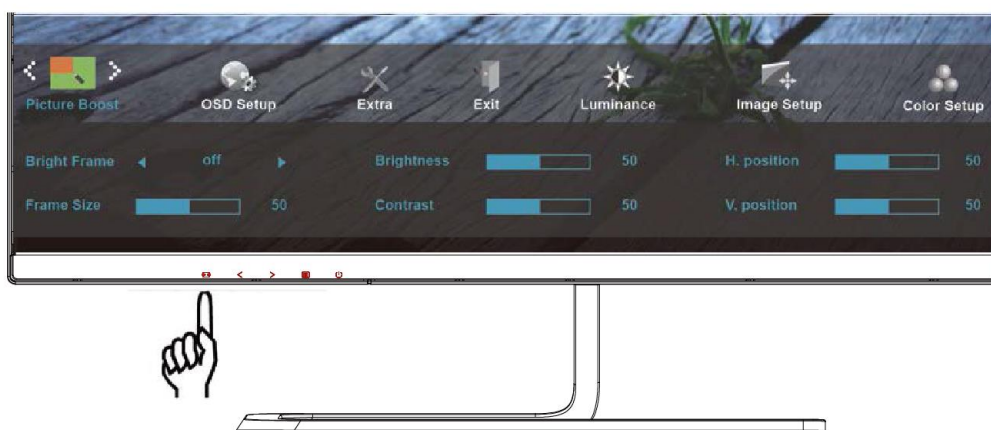 Picture Boost OSD Setup Extra Exit Luminance Image Setup Color Setup
Bright Frame off Brightness 50 H. position 50
Frame Size 50 Contrast 50 V. position 50